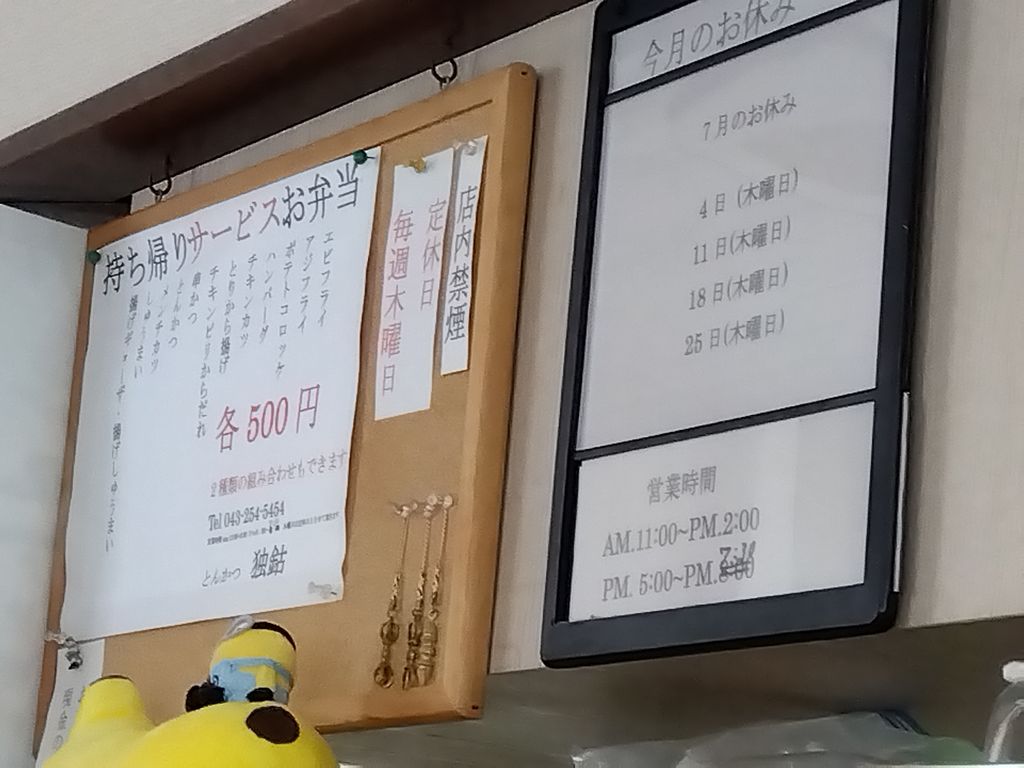 持ち帰りサービスお弁当
エビフライ
アジフライ
ポテトコロッケ
ハンバーグ
チキンカツ
とりから揚げ
チキンピリからだれ
串かつ
とんかつ
メンチカツ
しゅうまい
揚げギョーザ・揚げしゅうまい
各500円
2種類の組み合わせもできます
Tel 043-254-5454
とんかつ 独鈷
店内禁煙
定休日
毎週木曜日
今月のお休み
7月のお休み
4日 (木曜日)
11日(木曜日)
18日(木曜日)
25日(木曜日)
営業時間
AM.11:00~PM.2:00
PM. 5:00~PM.